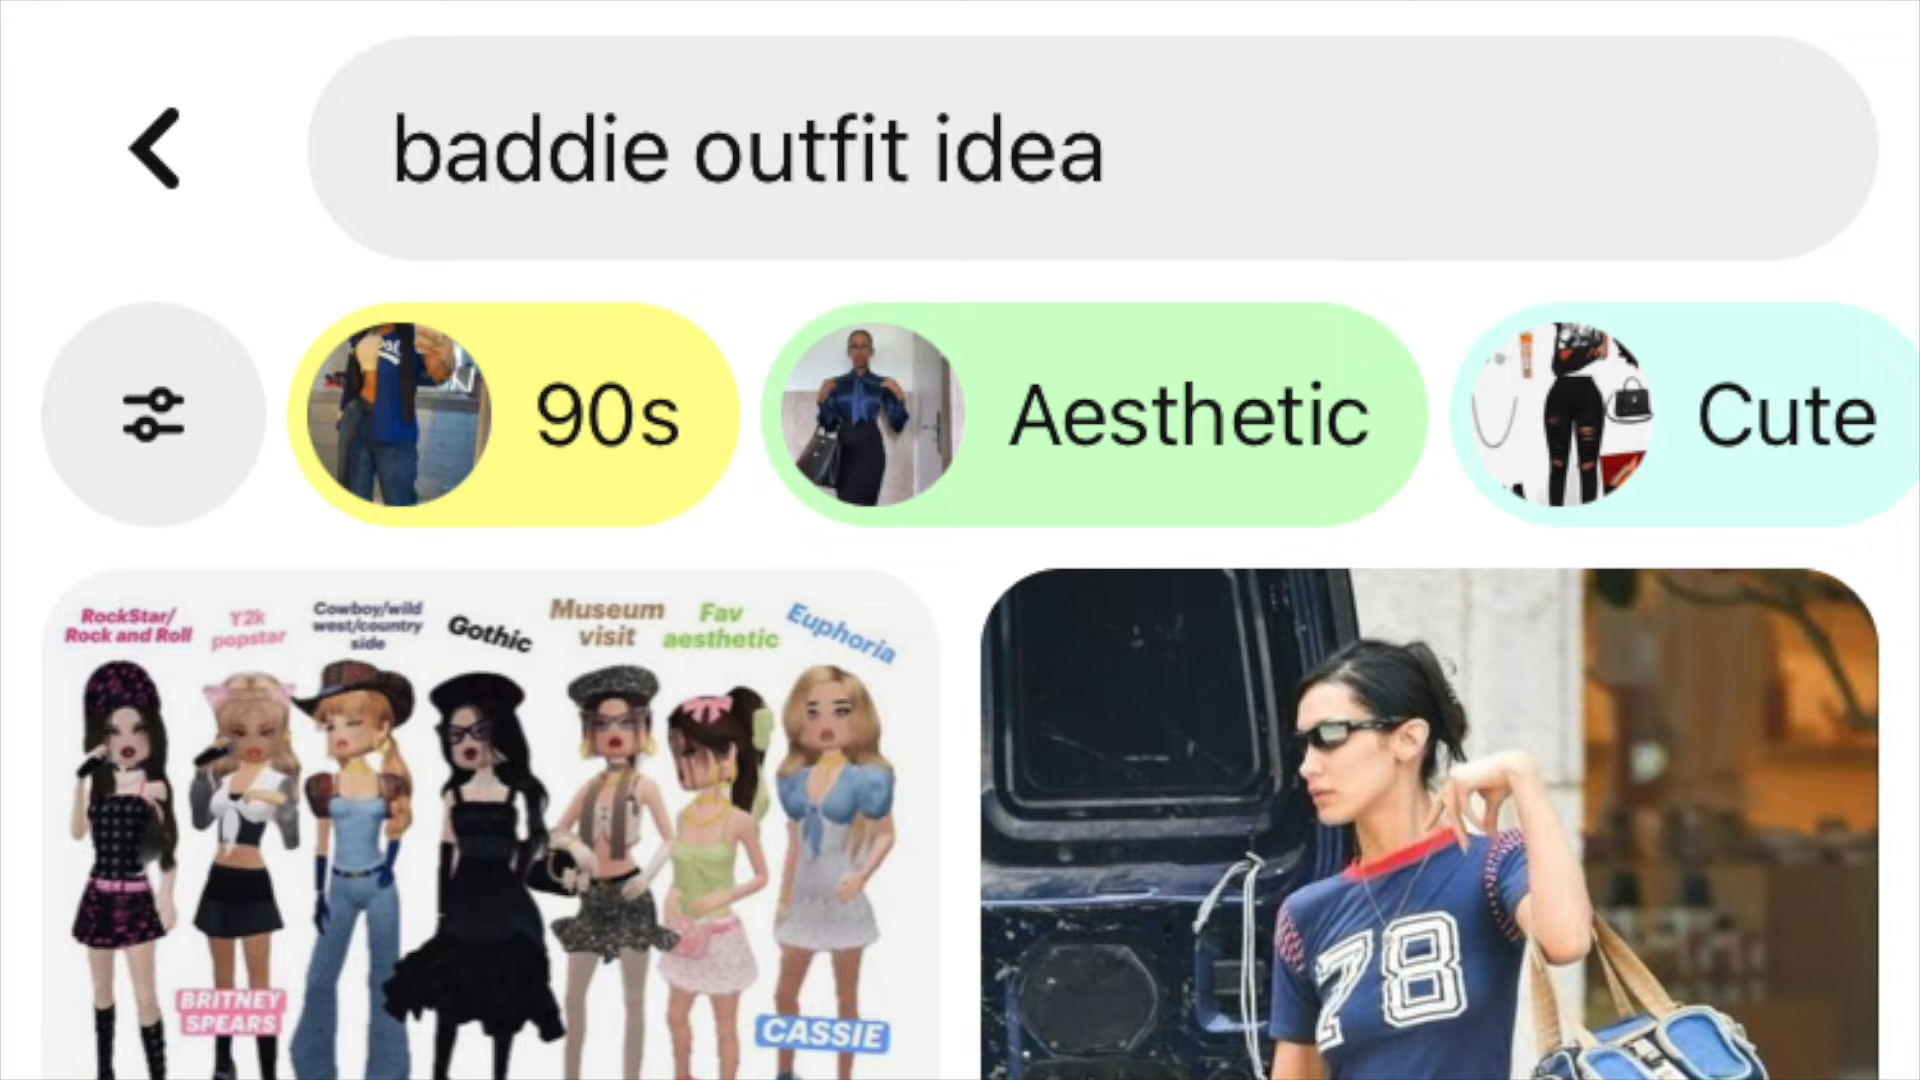 baddie outfit idea
90s
Aesthetic
Cute
RockStar/
Rock and Roll
Y2k
popstar
Cowboy/wild
west/country
side
Gothic
Museum
visit
Fav
aesthetic
Euphoria
BRITNEY
SPEARS
CASSIE
78